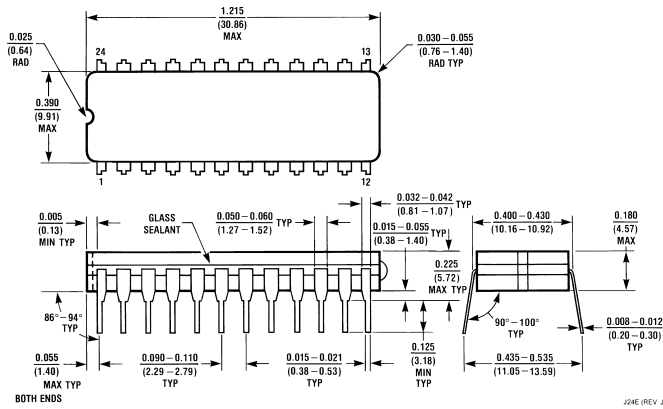 1.215
(30.86)
MAX
0.025
(0.64)
RAD
24
13
0.030–0.055
(0.76–1.40)
RAD TYP
0.390
(9.91)
MAX
1
12
0.005
(0.13)
MIN TYP
GLASS
SEALANT
0.050–0.060
(1.27–1.52)
TYP
0.032–0.042
(0.81–1.07)
TYP
0.015–0.055
(0.38–1.40)
TYP
0.400–0.430
(10.16–10.92)
0.180
(4.57)
MAX
0.225
(5.72)
MAX TYP
86°–94°
TYP
90°–100°
TYP
0.008–0.012
(0.20–0.30)
TYP
0.055
(1.40)
MAX TYP
BOTH ENDS
0.090–0.110
(2.29–2.79)
TYP
0.015–0.021
(0.38–0.53)
TYP
0.125
(3.18)
MIN
TYP
0.435–0.535
(11.05–13.59)
J24E (REV J